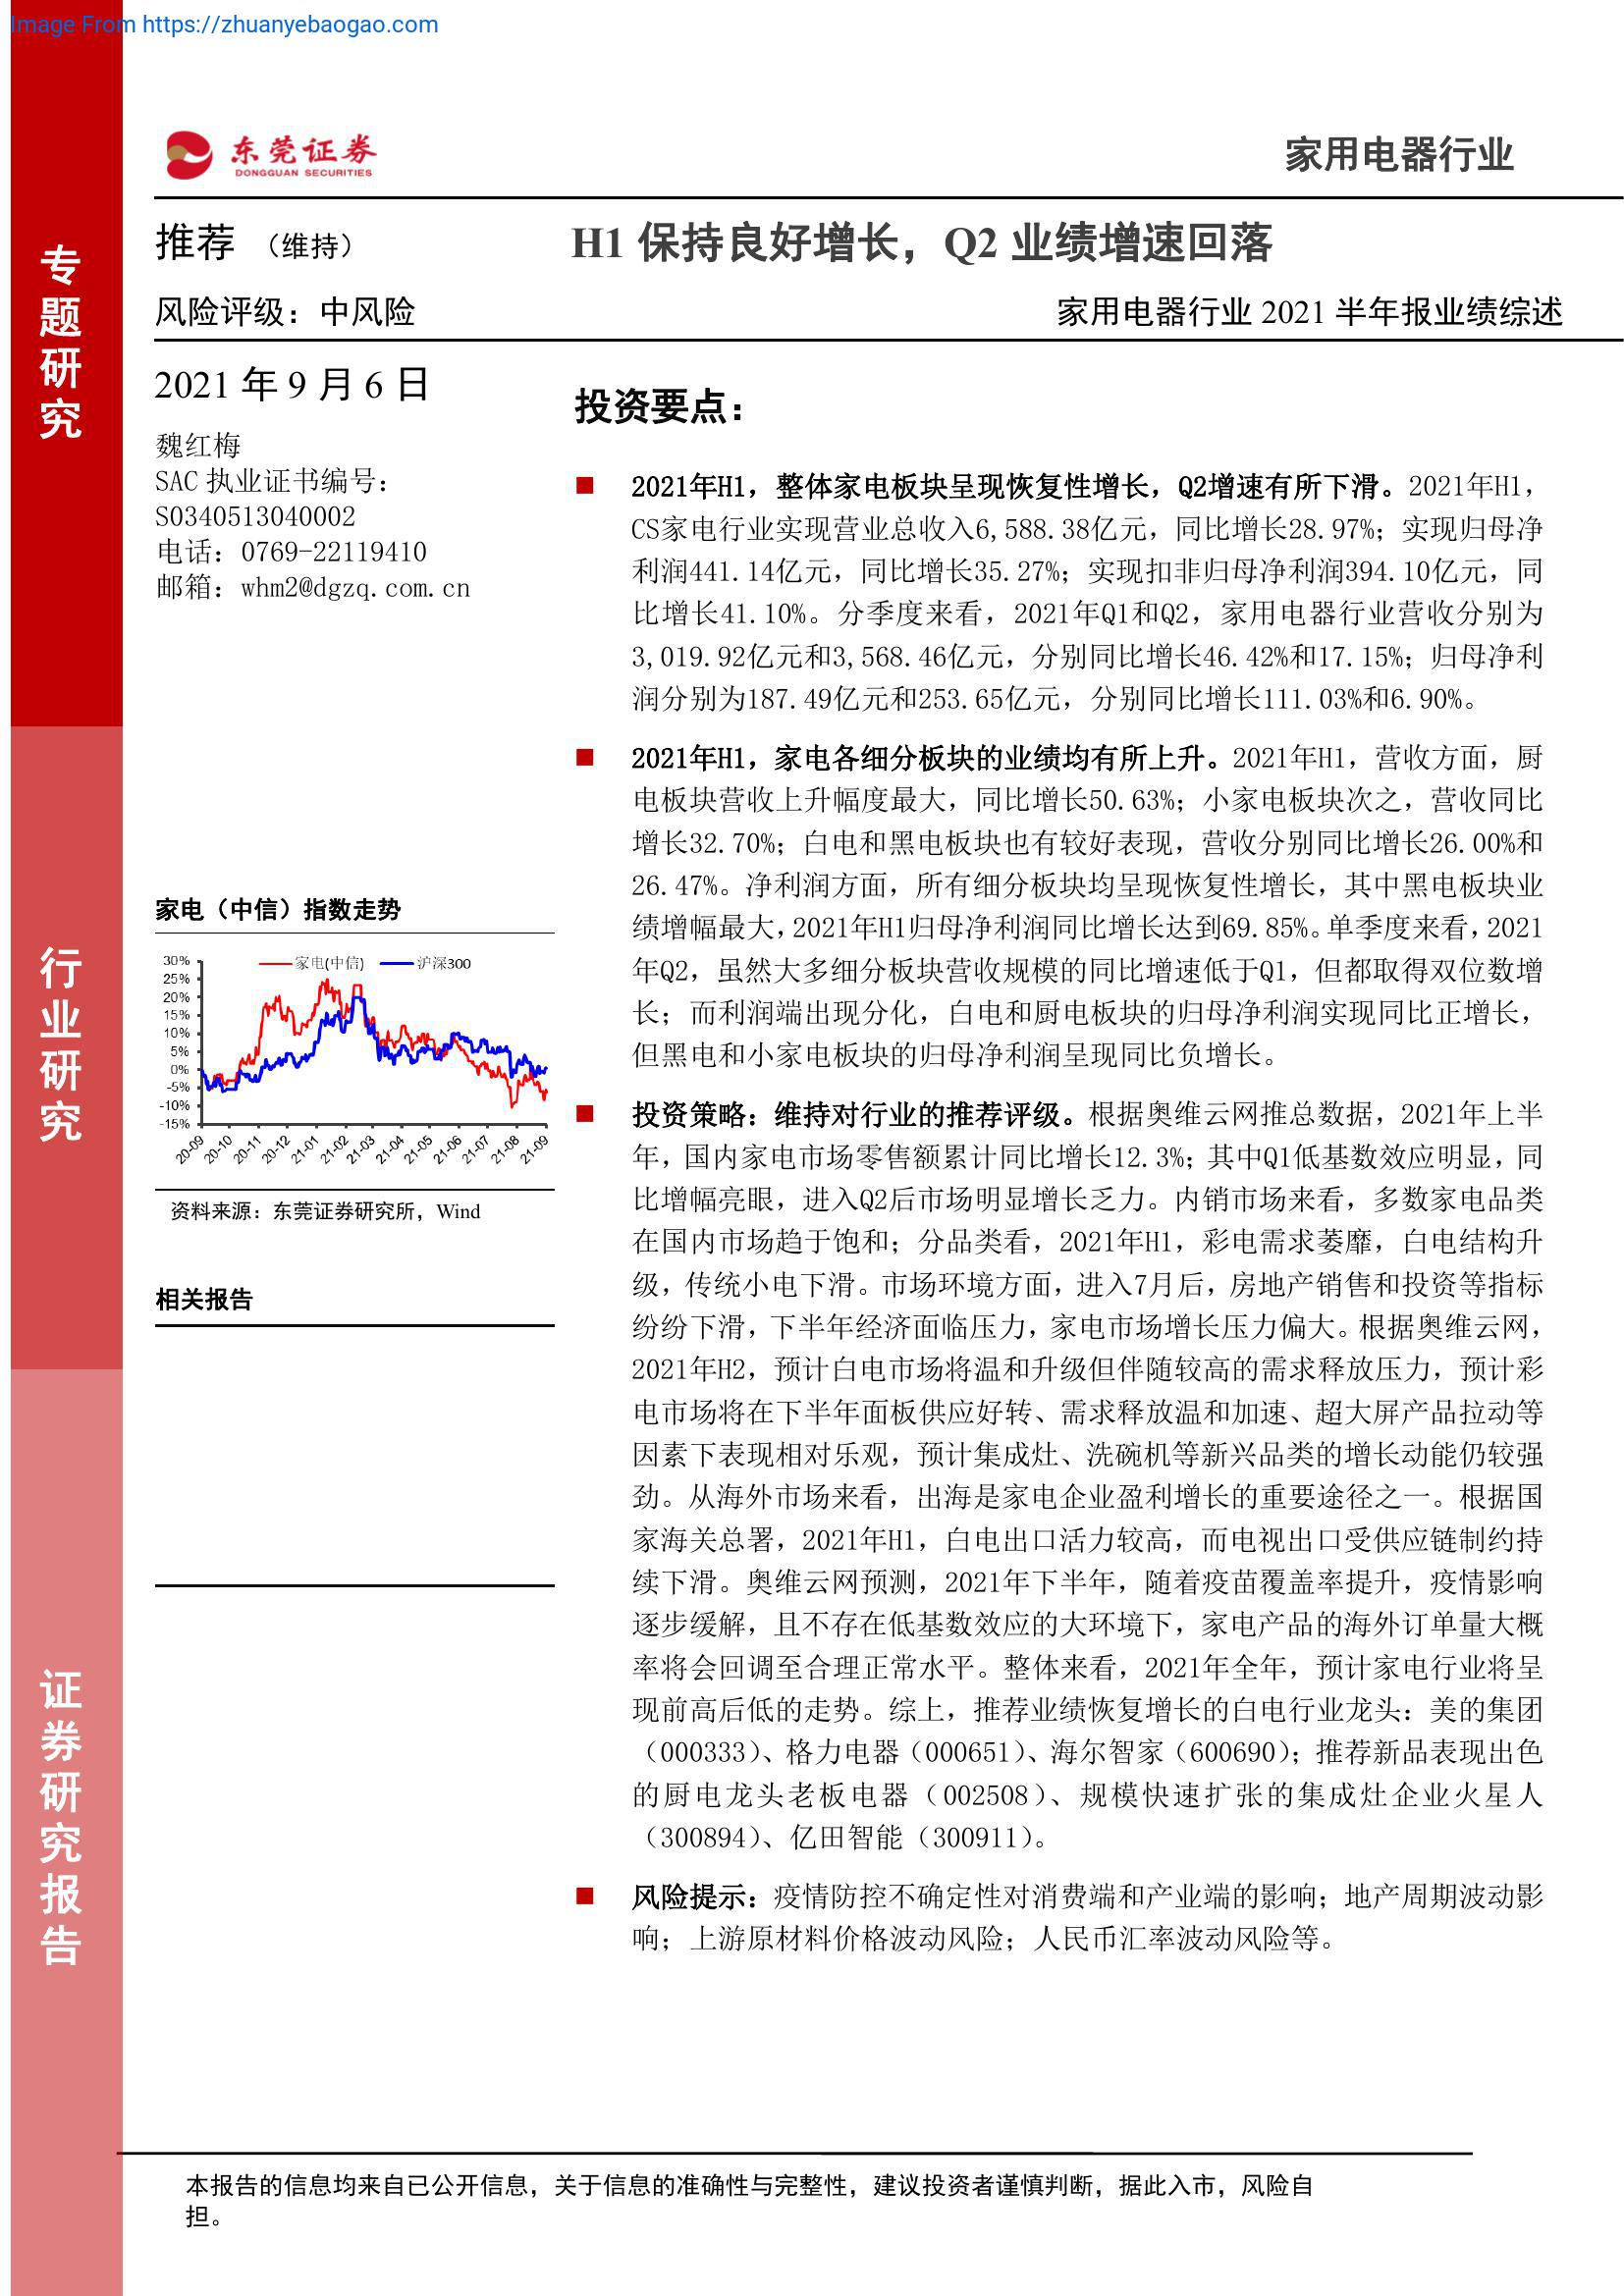 Image From https://zhuanyebaogao.com
东莞证券
DONGGUAN SECURITIES
家用电器行业
专题研究
行业研究
证券研究报告
推荐 （维持）
H1 保持良好增长，Q2 业绩增速回落
风险评级：中风险
家用电器行业 2021 半年报业绩综述
2021 年 9 月 6 日
魏红梅
SAC 执业证书编号：
S0340513040002
电话：0769-22119410
邮箱：whm2@dgzq.com.cn
家电（中信）指数走势
家电(中信) 沪深300
30%
25%
20%
15%
10%
5%
0%
-5%
-10%
-15%
20-09 20-10 20-11 20-12 21-01 21-02 21-03 21-04 21-05 21-06 21-07 21-08 21-09
资料来源：东莞证券研究所，Wind
相关报告
投资要点：
2021年H1，整体家电板块呈现恢复性增长，Q2增速有所下滑。2021年H1，
CS家电行业实现营业总收入6,588.38亿元，同比增长28.97%；实现归母净
利润441.14亿元，同比增长35.27%；实现扣非归母净利润394.10亿元，同
比增长41.10%。分季度来看，2021年Q1和Q2，家用电器行业营收分别为
3,019.92亿元和3,568.46亿元，分别同比增长46.42%和17.15%；归母净利
润分别为187.49亿元和253.65亿元，分别同比增长111.03%和6.90%。
2021年H1，家电各细分板块的业绩均有所上升。2021年H1，营收方面，厨
电板块营收上升幅度最大，同比增长50.63%；小家电板块次之，营收同比
增长32.70%；白电和黑电板块也有较好表现，营收分别同比增长26.00%和
26.47%。净利润方面，所有细分板块均呈现恢复性增长，其中黑电板块业
绩增幅最大，2021年H1归母净利润同比增长达到69.85%。单季度来看，2021
年Q2，虽然大多细分板块营收规模的同比增速低于Q1，但都取得双位数增
长；而利润端出现分化，白电和厨电板块的归母净利润实现同比正增长，
但黑电和小家电板块的归母净利润呈现同比负增长。
投资策略：维持对行业的推荐评级。根据奥维云网推总数据，2021年上半
年，国内家电市场零售额累计同比增长12.3%；其中Q1低基数效应明显，同
比增幅亮眼，进入Q2后市场明显增长乏力。内销市场来看，多数家电品类
在国内市场趋于饱和；分品类看，2021年H1，彩电需求萎靡，白电结构升
级，传统小电下滑。市场环境方面，进入7月后，房地产销售和投资等指标
纷纷下滑，下半年经济面临压力，家电市场增长压力偏大。根据奥维云网，
2021年H2，预计白电市场将温和升级但伴随较高的需求释放压力，预计彩
电市场将在下半年面板供应好转、需求释放温和加速、超大屏产品拉动等
因素下表现相对乐观，预计集成灶、洗碗机等新兴品类的增长动能仍较强
劲。从海外市场来看，出海是家电企业盈利增长的重要途径之一。根据国
家海关总署，2021年H1，白电出口活力较高，而电视出口受供应链制约持
续下滑。奥维云网预测，2021年下半年，随着疫苗覆盖率提升，疫情影响
逐步缓解，且不存在低基数效应的大环境下，家电产品的海外订单量大概
率将会回调至合理正常水平。整体来看，2021年全年，预计家电行业将呈
现前高后低的走势。综上，推荐业绩恢复增长的白电行业龙头：美的集团
（000333）、格力电器（000651）、海尔智家（600690）；推荐新品表现出色
的厨电龙头老板电器（002508）、规模快速扩张的集成灶企业火星人
（300894）、亿田智能（300911）。
风险提示：疫情防控不确定性对消费端和产业端的影响；地产周期波动影
响；上游原材料价格波动风险；人民币汇率波动风险等。
本报告的信息均来自已公开信息，关于信息的准确性与完整性，建议投资者谨慎判断，据此入市，风险自
担。